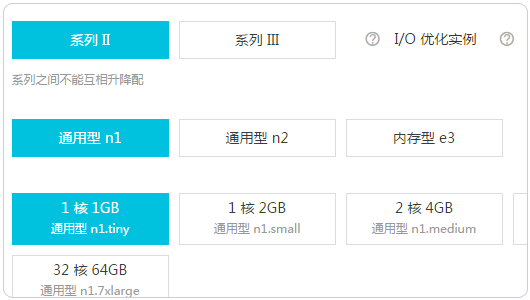 系列 II 系列 III I/O 优化实例
系列之间不能互相升降配
通用型 n1 通用型 n2 内存型 e3
1 核 1GB 1 核 2GB 2 核 4GB
通用型 n1.tiny 通用型 n1.small 通用型 n1.medium
32 核 64GB
通用型 n1.7xlarge